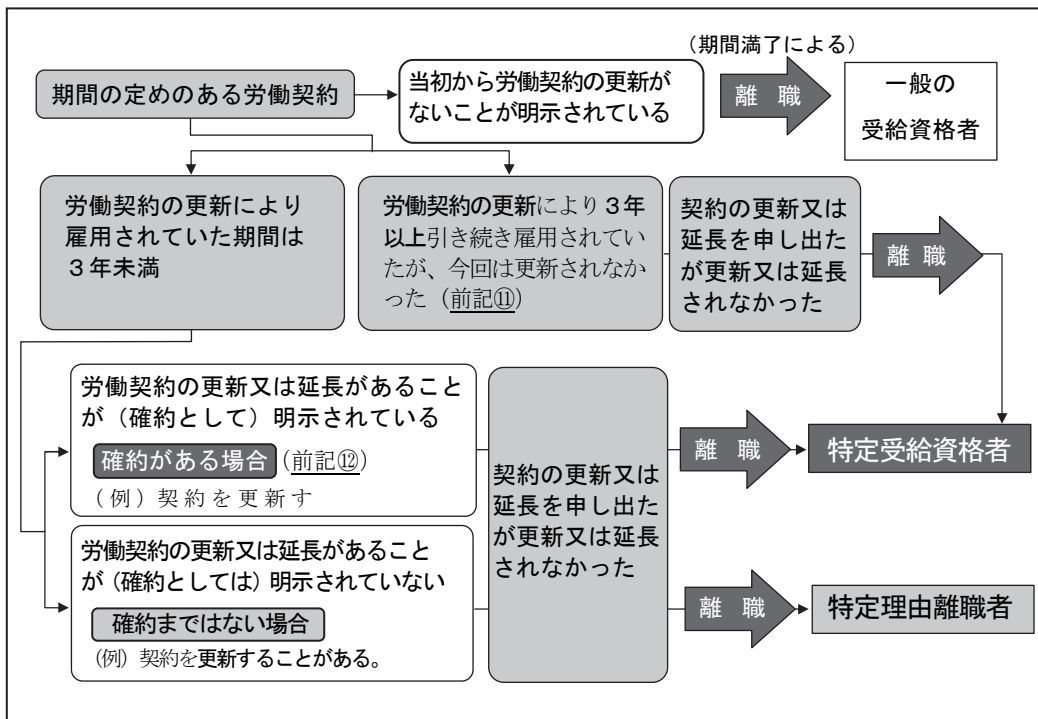 期間の定めのある労働契約
当初から労働契約の更新が
ないことが明示されている
(期間満了による)
離 職
一般の
受給資格者
労働契約の更新により
雇用されていた期間は
3年未満
労働契約の更新により3年
以上引き続き雇用されてい
たが、今回は更新されなか
った(前記⑪)
契約の更新又は
延長を申し出た
が更新又は延長
されなかった
離 職
労働契約の更新又は延長があること
が(確約として)明示されている
確約がある場合(前記⑫)
(例)契約を更新す
労働契約の更新又は延長があること
が(確約としては)明示されていない
確約まではない場合
(例)契約を更新することがある。
契約の更新又は
延長を申し出た
が更新又は延長
されなかった
離 職
特定受給資格者
離 職
特定理由離職者